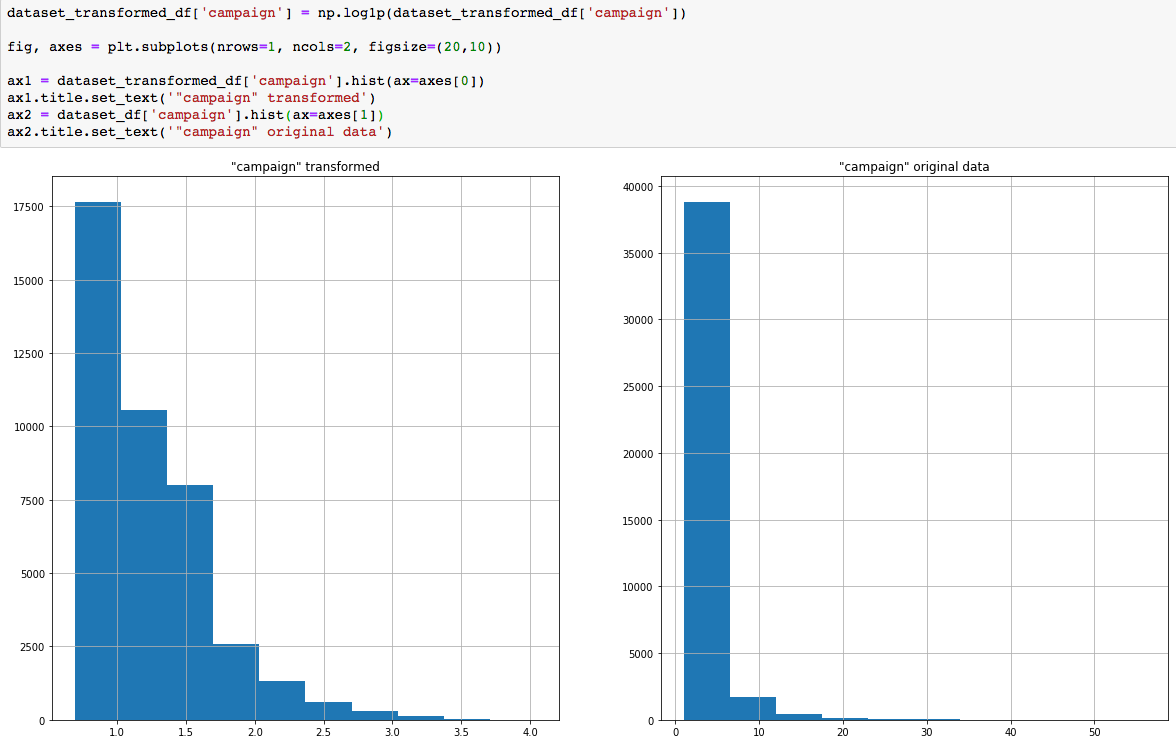 dataset_transformed_df['campaign'] = np.log1p(dataset_transformed_df['campaign'])
fig, axes = plt.subplots(nrows=1, ncols=2, figsize=(20,10))
ax1 = dataset_transformed_df['campaign'].hist(ax=axes[0])
ax1.title.set_text('"campaign" transformed')
ax2 = dataset_df['campaign'].hist(ax=axes[1])
ax2.title.set_text('"campaign" original data')
"campaign" transformed
17500
15000
12500
10000
7500
5000
2500
0
1.0 1.5 2.0 2.5 3.0 3.5 4.0
"campaign" original data
40000
35000
30000
25000
20000
15000
10000
5000
0
0 10 20 30 40 50